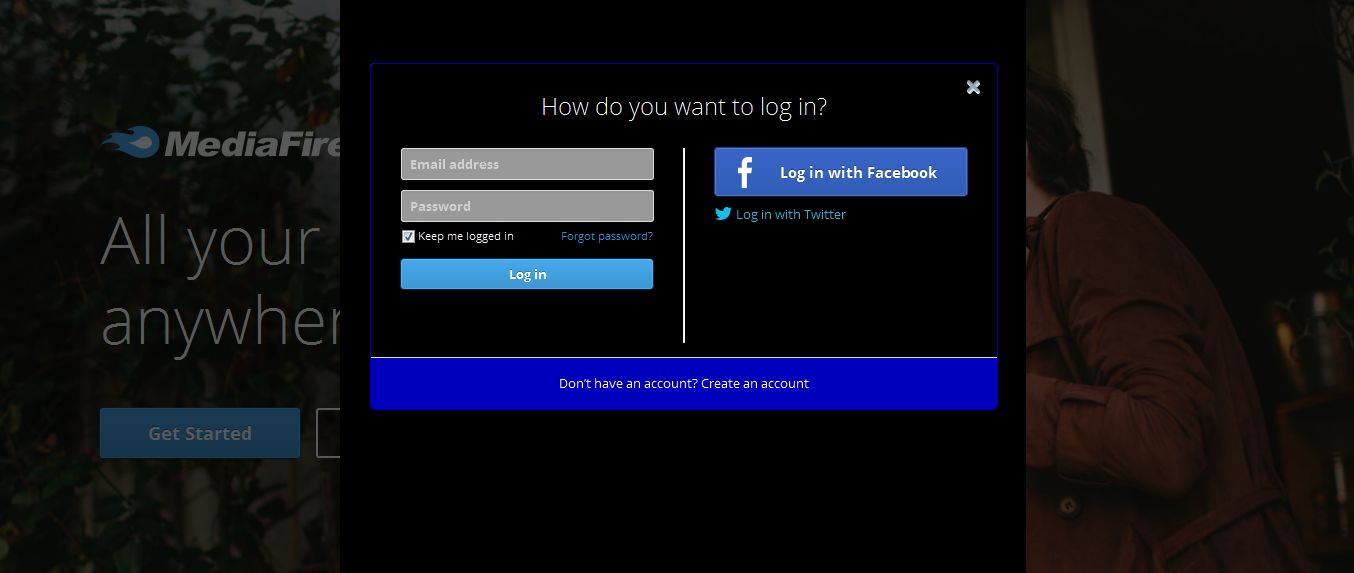 MediaFire
All your
anywher
Get Started
How do you want to log in?
Email address
Password
Keep me logged in
Forgot password?
Log in
Log in with Facebook
Log in with Twitter
Don't have an account? Create an account